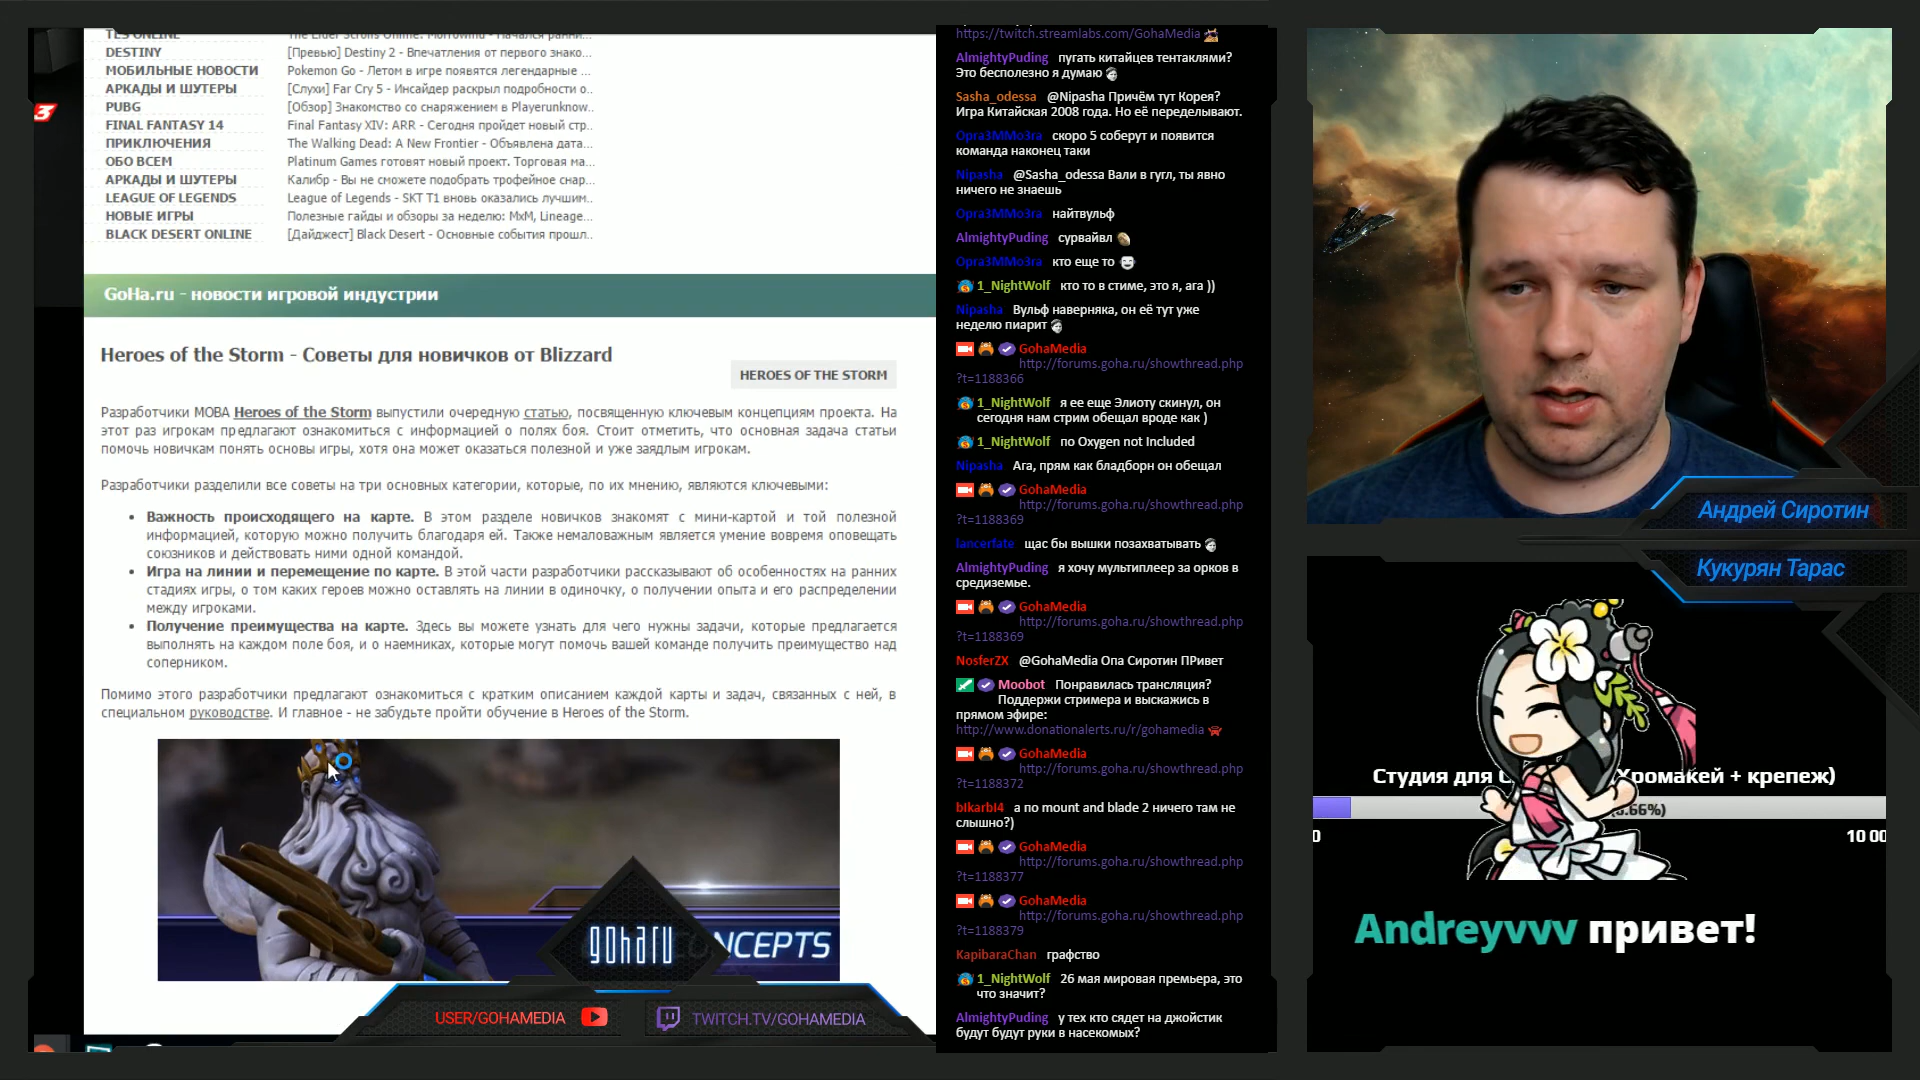 TES ONLINE The Elder Scrolls Online: Morrowind - Начался ранни...
DESTINY [Превью] Destiny 2 - Впечатления от первого знако...
МОБИЛЬНЫЕ НОВОСТИ Pokemon Go - Летом в игре появятся легендарные ...
АРКАДЫ И ШУТЕРЫ [Слухи] Far Cry 5 - Инсайдер раскрыл подробности о..
PUBG [Обзор] Знакомство со снаряжением в Playerunknow..
FINAL FANTASY 14 Final Fantasy XIV: ARR - Сегодня пройдет новый стр..
ПРИКЛЮЧЕНИЯ The Walking Dead: A New Frontier - Объявлена дата...
ОБО ВСЕМ Platinum Games готовят новый проект. Торговая ма...
АРКАДЫ И ШУТЕРЫ Калибр - Вы не сможете подобрать трофейное снар...
LEAGUE OF LEGENDS League of Legends - SKT T1 вновь оказались лучшим..
НОВЫЕ ИГРЫ Полезные гайды и обзоры за неделю: MxM, Lineage...
BLACK DESERT ONLINE [Дайджест] Black Desert - Основные события прошл..
3
GoHa.ru - новости игровой индустрии
Heroes of the Storm - Советы для новичков от Blizzard
HEROES OF THE STORM
Разработчики MOBA Heroes of the Storm выпустили очередную статью, посвященную ключевым концепциям проекта. На
этот раз игрокам предлагают ознакомиться с информацией о полях боя. Стоит отметить, что основная задача статьи
помочь новичкам понять основы игры, хотя она может оказаться полезной и уже заядлым игрокам.
Разработчики разделили все советы на три основных категории, которые, по их мнению, являются ключевыми:
• Важность происходящего на карте. В этом разделе новичков знакомят с мини-картой и той полезной
информацией, которую можно получить благодаря ей. Также немаловажным является умение вовремя оповещать
союзников и действовать ними одной командой.
• Игра на линии и перемещение по карте. В этой части разработчики рассказывают об особенностях на ранних
стадиях игры, о том каких героев можно оставлять на линии в одиночку, о получении опыта и его распределении
между игроками.
• Получение преимущества на карте. Здесь вы можете узнать для чего нужны задачи, которые предлагается
выполнять на каждом поле боя, и о наемниках, которые могут помочь вашей команде получить преимущество над
соперником.
Помимо этого разработчики предлагают ознакомиться с кратким описанием каждой карты и задач, связанных с ней, в
специальном руководстве. И главное - не забудьте пройти обучение в Heroes of the Storm.
goharu
NCEPTS
USER/GOHAMEDIA
TWITCH.TV/GOHAMEDIA
https://twitch.streamlabs.com/GohaMedia
AlmightyPuding пугать китайцев тентаклями?
Это бесполезно я думаю
Sasha_odessa @Nipasha Причём тут Корея?
Игра Китайская 2008 года. Но её переделывают.
Opra3MMo3ra скоро 5 соберут и появится
команда наконец таки
Nipasha @Sasha_odessa Вали в гугл, ты явно
ничего не знаешь
Opra3MMo3ra найтвульф
AlmightyPuding сурвайвл
Opra3MMo3ra кто еще то
1_NightWolf кто то в стиме, это я, ага ))
Nipasha Вульф наверняка, он её тут уже
неделю пиарит
GohaMedia
http://forums.goha.ru/showthread.php
?t=1188366
1_NightWolf я ее еще Элиоту скинул, он
сегодня нам стрим обещал вроде как )
1_NightWolf по Oxygen not Included
Nipasha Ага, прям как бладборн он обещал
GohaMedia
http://forums.goha.ru/showthread.php
?t=1188369
lancerfate щас бы вышки позахватывать
AlmightyPuding я хочу мультиплеер за орков в
средиземье.
GohaMedia
http://forums.goha.ru/showthread.php
?t=1188369
NosferZX @GohaMedia Опа Сиротин ПРивет
Moobot Понравилась трансляция?
Поддержи стримера и выскажись в
прямом эфире:
http://www.donationalerts.ru/r/gohamedia
GohaMedia
http://forums.goha.ru/showthread.php
?t=1188372
bIkarbI4 а по mount and blade 2 ничего там не
слышно?)
GohaMedia
http://forums.goha.ru/showthread.php
?t=1188377
GohaMedia
http://forums.goha.ru/showthread.php
?t=1188379
KapibaraChan графство
1_NightWolf 26 мая мировая премьера, это
что значит?
AlmightyPuding у тех кто сядет на джойстик
будут будут руки в насекомых?
Андрей Сиротин
Кукурян Тарас
Студия для С Хромакей + крепеж)
.66%)
0 10 00
Andreyvvv привет!